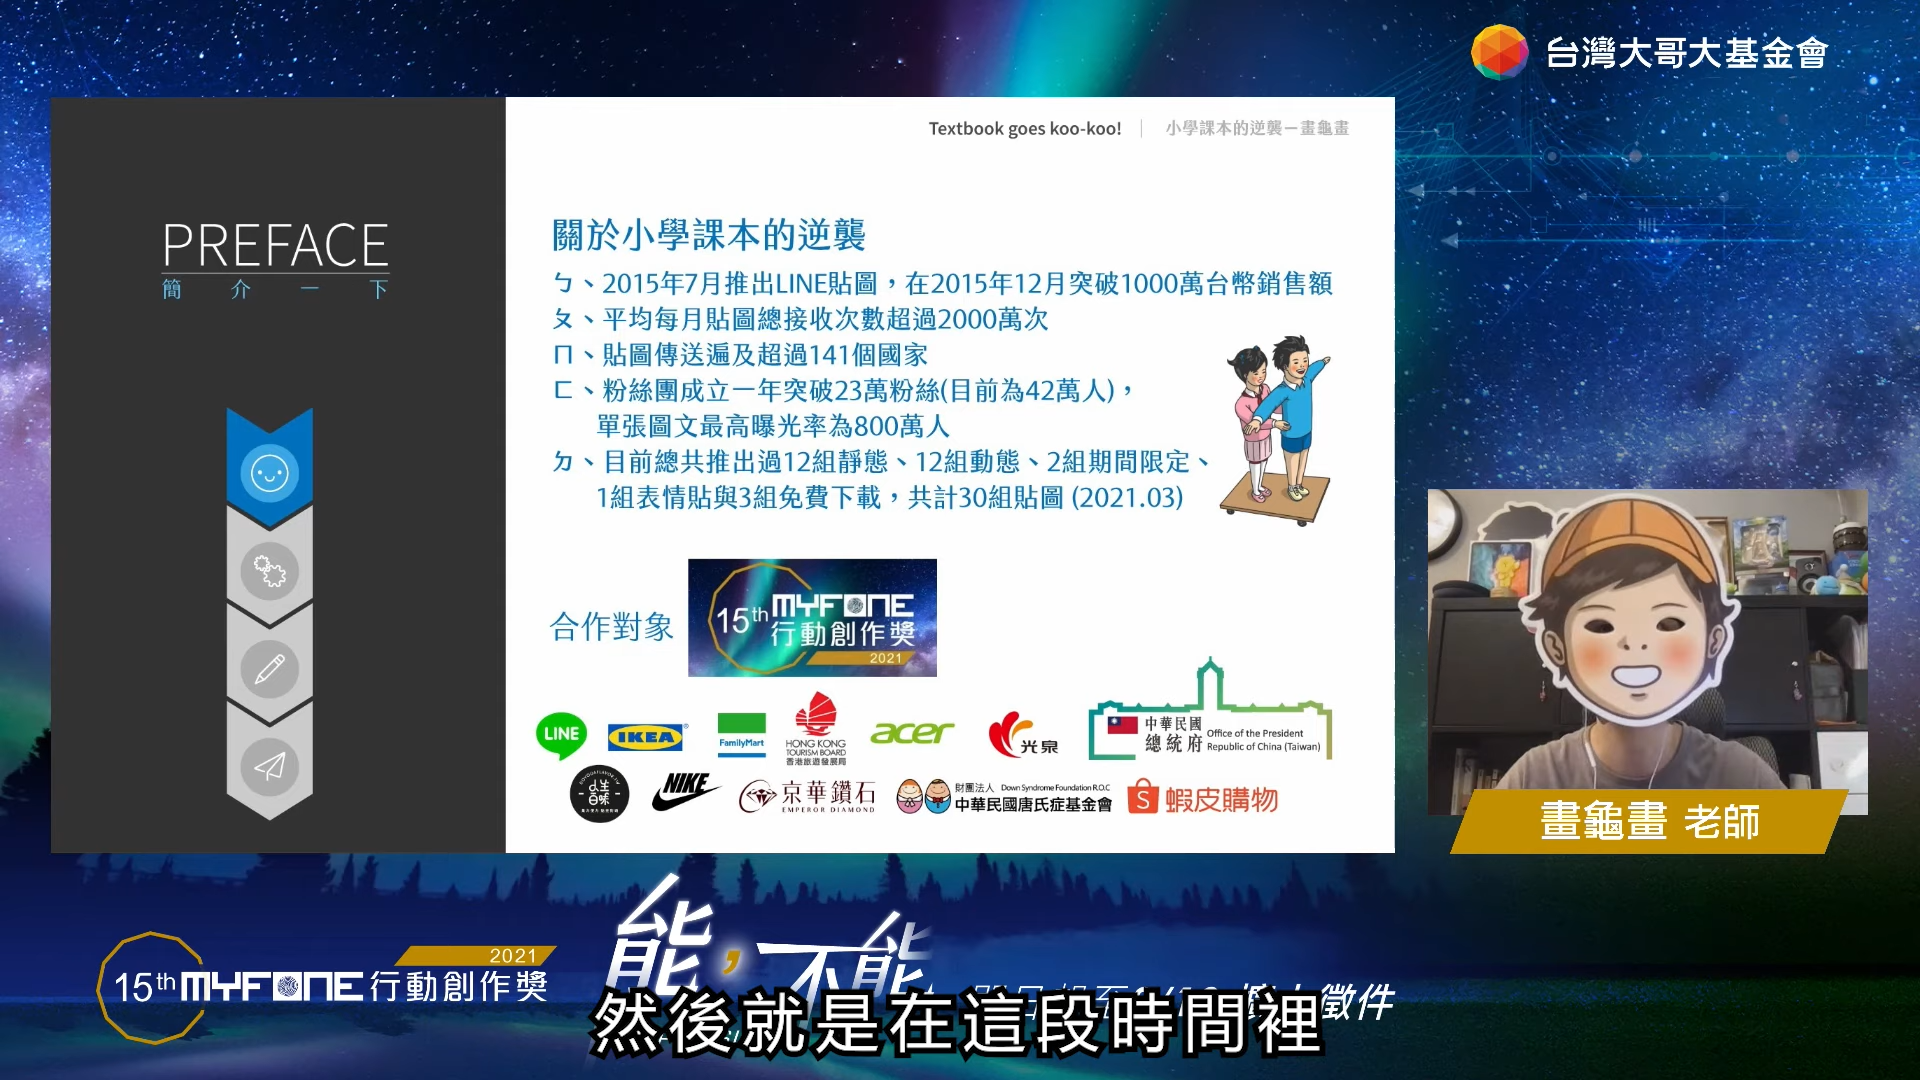 台灣大哥大基金會
Textbook goes koo-koo!
小學課本的逆襲－畫龜畫
PREFACE
簡介一下
關於小學課本的逆襲
ㄅ、2015年7月推出LINE貼圖，在2015年12月突破1000萬台幣銷售額
ㄆ、平均每月貼圖總接收次數超過2000萬次
ㄇ、貼圖傳送遍及超過141個國家
ㄈ、粉絲團成立一年突破23萬粉絲(目前為42萬人)，
單張圖文最高曝光率為800萬人
ㄉ、目前總共推出過12組靜態、12組動態、2組期間限定、
1組表情貼與3組免費下載，共計30組貼圖 (2021.03)
合作對象
15th MYFONE
行動創作獎
2021
LINE
IKEA
FamilyMart
HONG KONG
TOURISM BOARD
香港旅遊發展局
acer
光泉
中華民國
總統府
Office of the President
Republic of China (Taiwan)
人生百味
NIKE
京華鑽石
EMPEROR DIAMOND
財團法人 Down Syndrome Foundation R.O.C
中華民國唐氏症基金會
蝦皮購物
畫龜畫 老師
2021
15th MYFONE 行動創作獎
能，不能
徵件
然後就是在這段時間裡